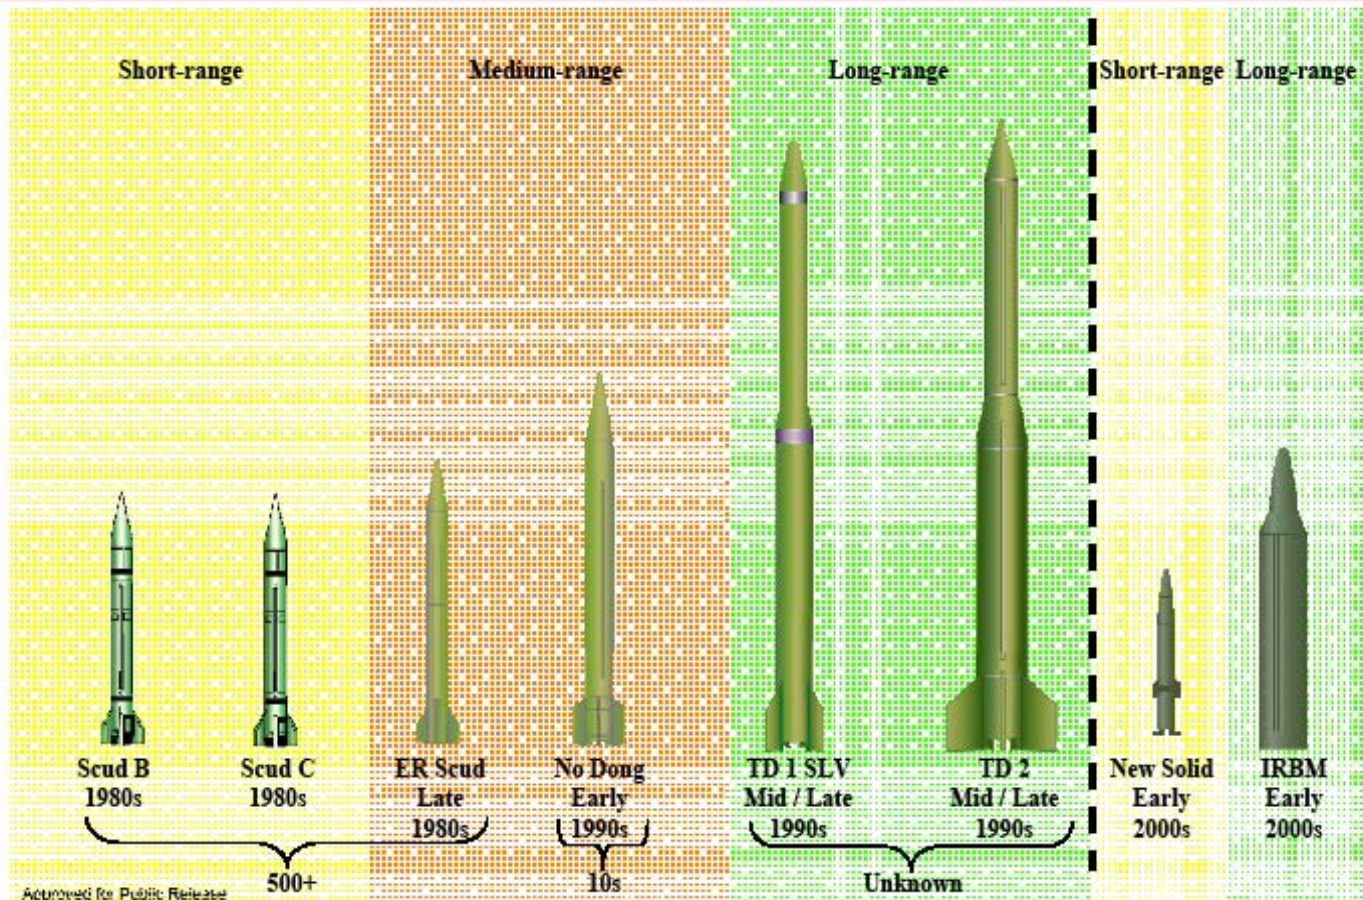 Short-range
Medium-range
Long-range
Short-range
Long-range
Scud B
1980s
Scud C
1980s
ER Scud
Late
1980s
No Dong
Early
1990s
TD 1 SLV
Mid / Late
1990s
TD 2
Mid / Late
1990s
New Solid
Early
2000s
IRBM
Early
2000s
500+
10s
Unknown
Approved for Public Release